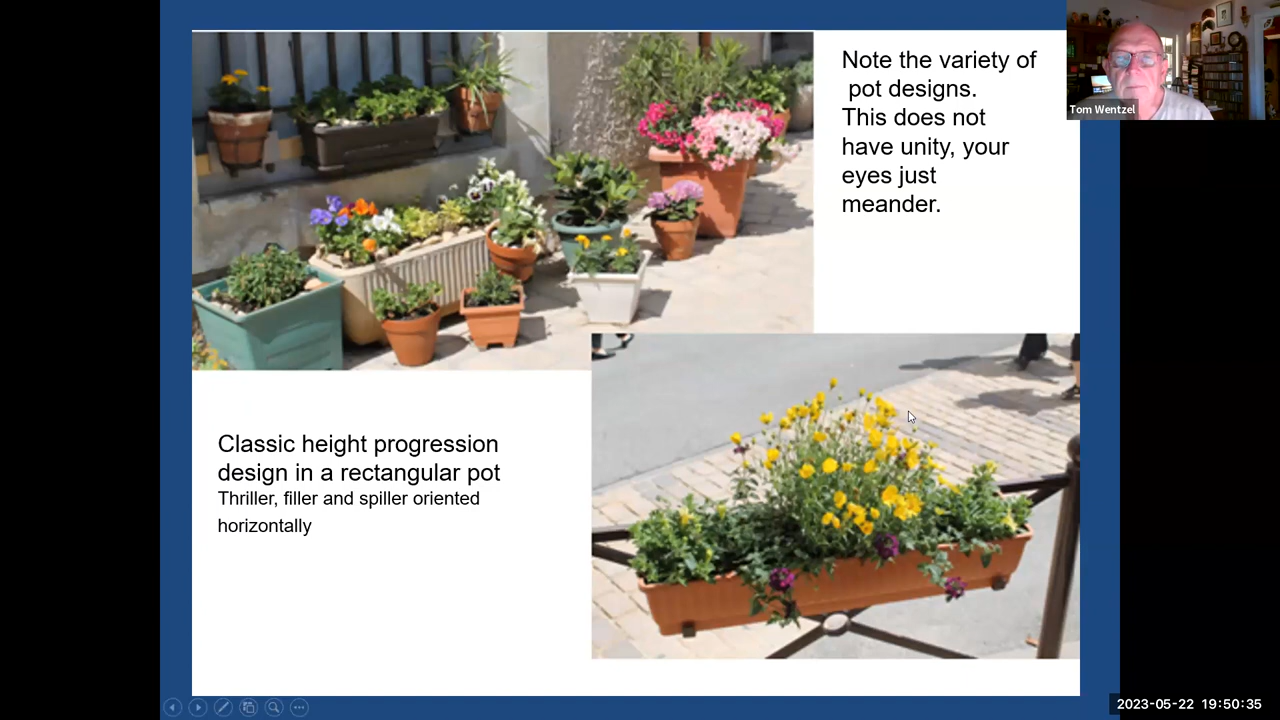 Note the variety of
pot designs.
This does not
have unity, your
eyes just
meander.
Tom Wentzel
Classic height progression
design in a rectangular pot
Thriller, filler and spiller oriented
horizontally
2023-05-22 19:50:35